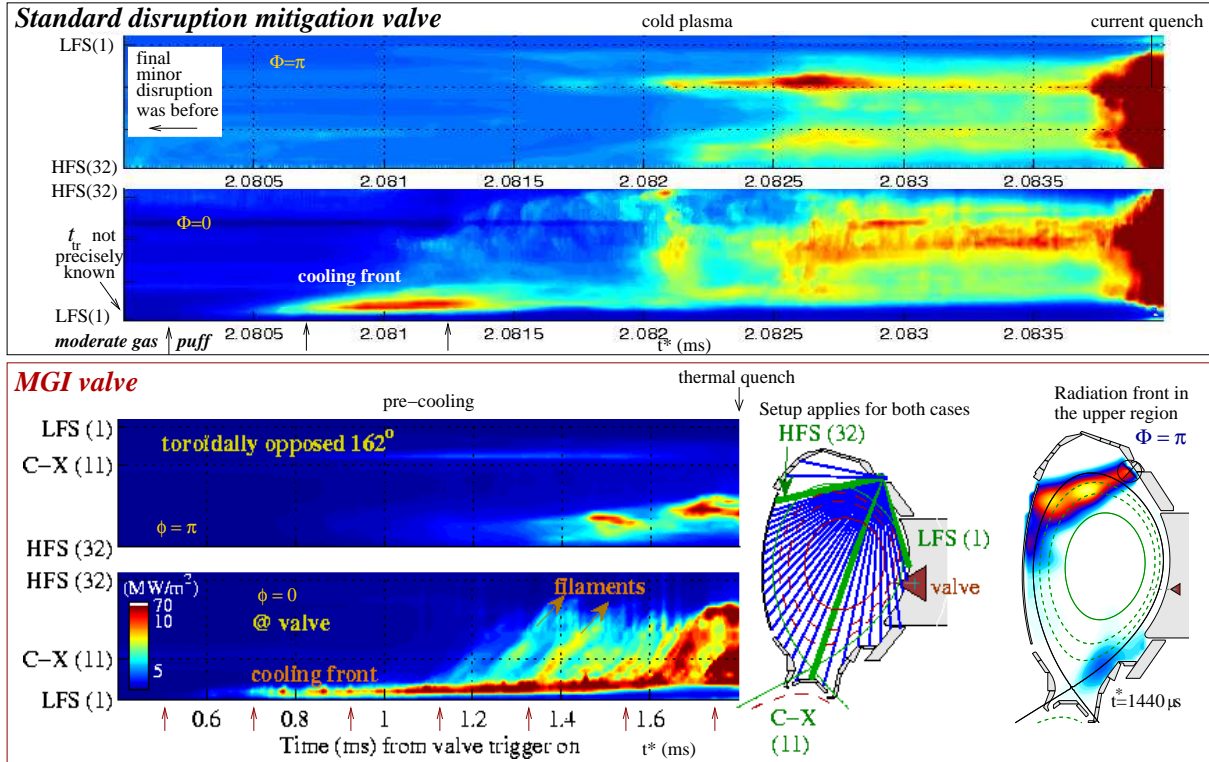 Standard disruption mitigation valve
cold plasma
current quench
LFS(1)
final
minor
disruption
was before
Φ=π
HFS(32)
2.0805 2.081 2.0815 2.082 2.0825 2.083 2.0835
HFS(32)
Φ=0
t_tr not
precisely
known
cooling front
LFS(1)
2.0805 2.081 2.0815 2.082 2.0825 2.083 2.0835
moderate gas puff
t* (ms)
MGI valve
thermal quench
pre-cooling
LFS (1)
toroidally opposed 162°
C-X (11)
ϕ = π
HFS (32)
HFS (32)
(MW/m²)
70
10
5
ϕ = 0
@ valve
filaments
C-X (11)
cooling front
LFS (1)
0.6 0.8 1 1.2 1.4 1.6
Time (ms) from valve trigger on
t* (ms)
Setup applies for both cases
HFS (32)
LFS (1)
valve
C-X
(11)
Radiation front in
the upper region
Φ = π
t*=1440 μs